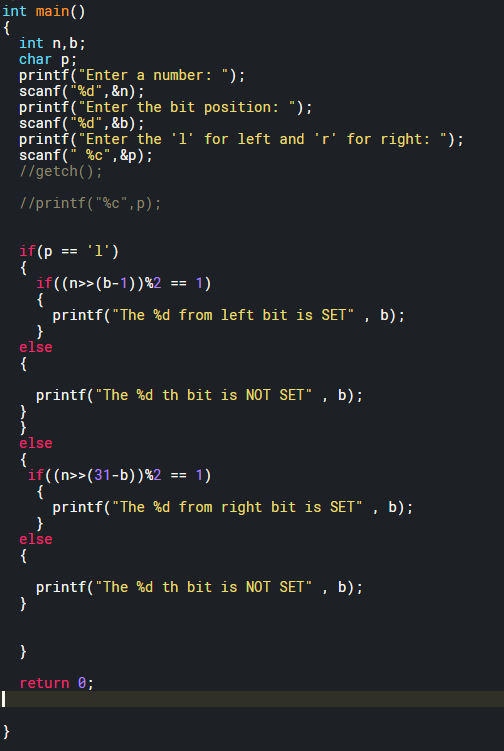 int main()
{
int n,b;
char p;
printf("Enter a number: ");
scanf("%d",&n);
printf("Enter the bit position: ");
scanf("%d",&b);
printf("Enter the 'l' for left and 'r' for right: ");
scanf(" %c",&p);
//getch();
//printf("%c",p);
if(p == 'l')
{
if((n>>(b-1))%2 == 1)
{
printf("The %d from left bit is SET" , b);
}
else
{
printf("The %d th bit is NOT SET" , b);
}
}
else
{
if((n>>(31-b))%2 == 1)
{
printf("The %d from right bit is SET" , b);
}
else
{
printf("The %d th bit is NOT SET" , b);
}
}
return 0;
}